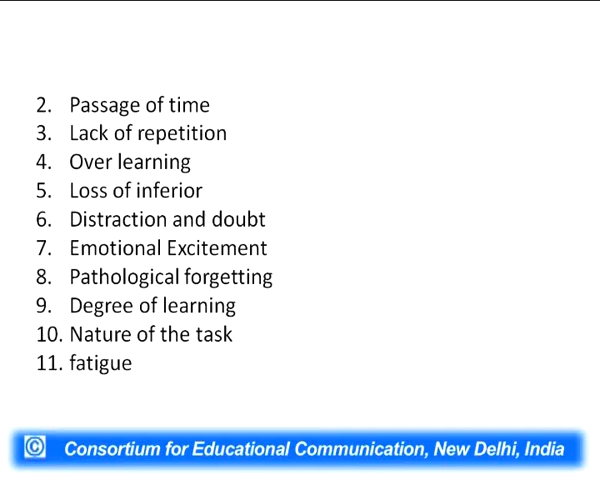 2. Passage of time
3. Lack of repetition
4. Over learning
5. Loss of inferior
6. Distraction and doubt
7. Emotional Excitement
8. Pathological forgetting
9. Degree of learning
10. Nature of the task
11. fatigue
© Consortium for Educational Communication, New Delhi, India